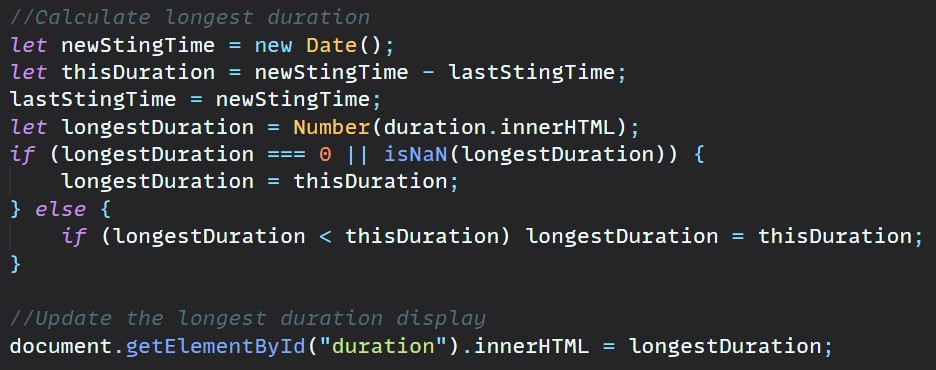 //Calculate longest duration
let newStingTime = new Date();
let thisDuration = newStingTime - lastStingTime;
lastStingTime = newStingTime;
let longestDuration = Number(duration.innerHTML);
if (longestDuration === 0 || isNaN(longestDuration)) {
    longestDuration = thisDuration;
} else {
    if (longestDuration < thisDuration) longestDuration = thisDuration;
}

//Update the longest duration display
document.getElementById("duration").innerHTML = longestDuration;